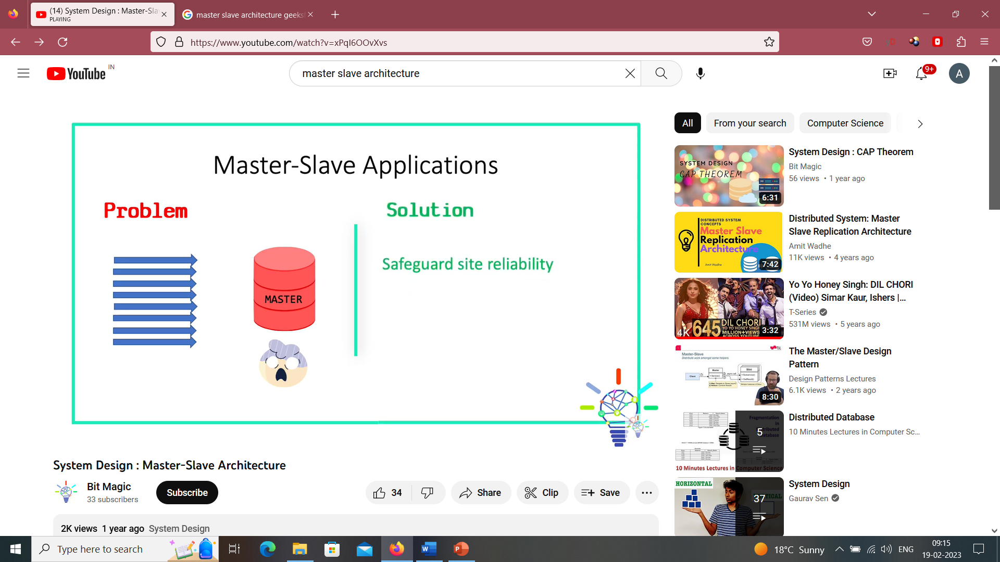 (14) System Design : Master-Sla
PLAYING
master slave architecture geeks
https://www.youtube.com/watch?v=xPqI6OOvXvs
YouTube IN
master slave architecture
9+
A
Master-Slave Applications
Problem
Solution
Safeguard site reliability
MASTER
All
From your search
Computer Science
SYSTEM DESIGN
CAP THEOREM
6:31
System Design : CAP Theorem
Bit Magic
56 views • 1 year ago
DISTRIBUTED SYSTEM
CONCEPTS
Master Slave
Replication
Architecture
Amit Wadhe
7:42
Distributed System: Master
Slave Replication Architecture
Amit Wadhe
11K views • 4 years ago
4K
645
DIL CHORI
YO YO HONEY SINGH
MILLION+VIEWS
ACROSS YOUTUBE
3:32
Yo Yo Honey Singh: DIL CHORI
(Video) Simar Kaur, Ishers |...
T-Series
531M views • 5 years ago
Master-Slave
Distribute work amongst some helpers.
Client
Master
Slave
8:30
The Master/Slave Design
Pattern
Design Patterns Lectures
6.1K views • 2 years ago
Fragmentation
in
Distributed
Database
5
10 Minutes Lectures in Computer Science
Distributed Database
10 Minutes Lectures in Computer Sc...
HORIZONTAL
VERTICAL
37
System Design
Gaurav Sen
System Design : Master-Slave Architecture
Bit Magic
33 subscribers
Subscribe
34
Share
Clip
Save
2K views 1 year ago System Design
Type here to search
18°C Sunny
ENG
09:15
19-02-2023